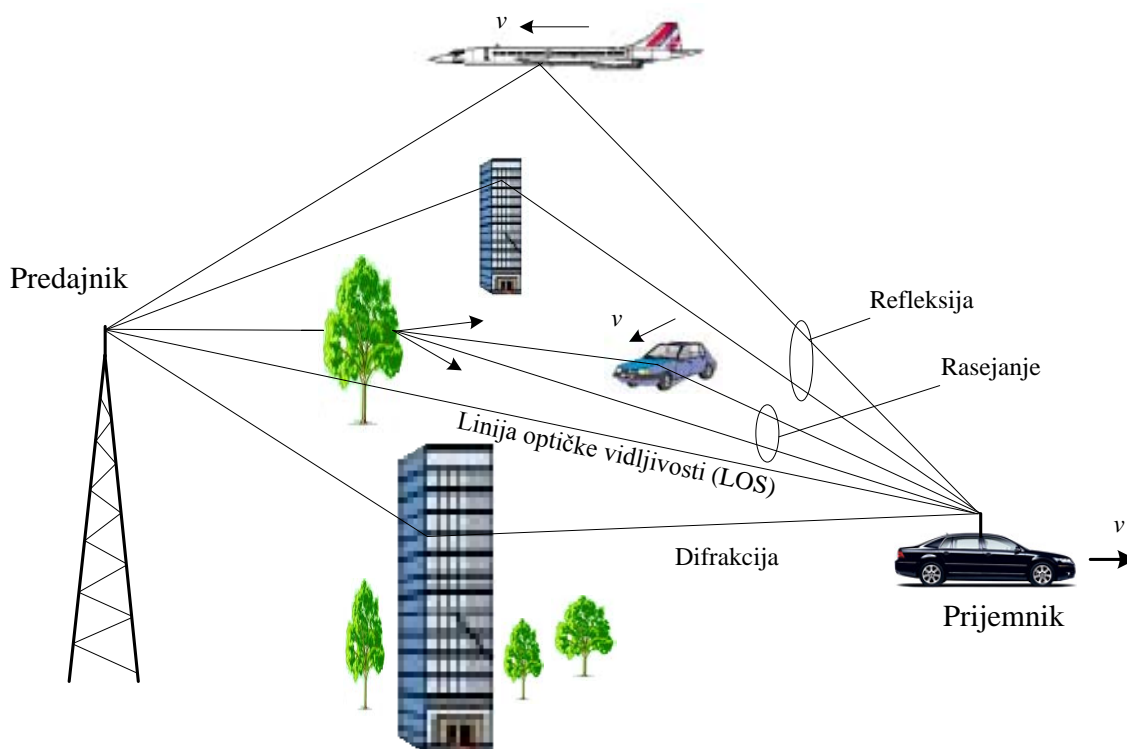 v
Predajnik
Refleksija
v
Rasejanje
Linija optičke vidljivosti (LOS)
v
Difrakcija
Prijemnik